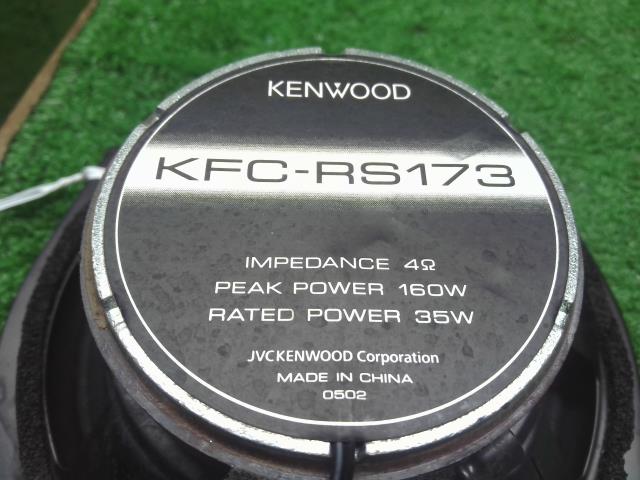 KENWOOD
KFC-RS173
IMPEDANCE 4Ω
PEAK POWER 160W
RATED POWER 35W
JVCKENWOOD Corporation
MADE IN CHINA
0502